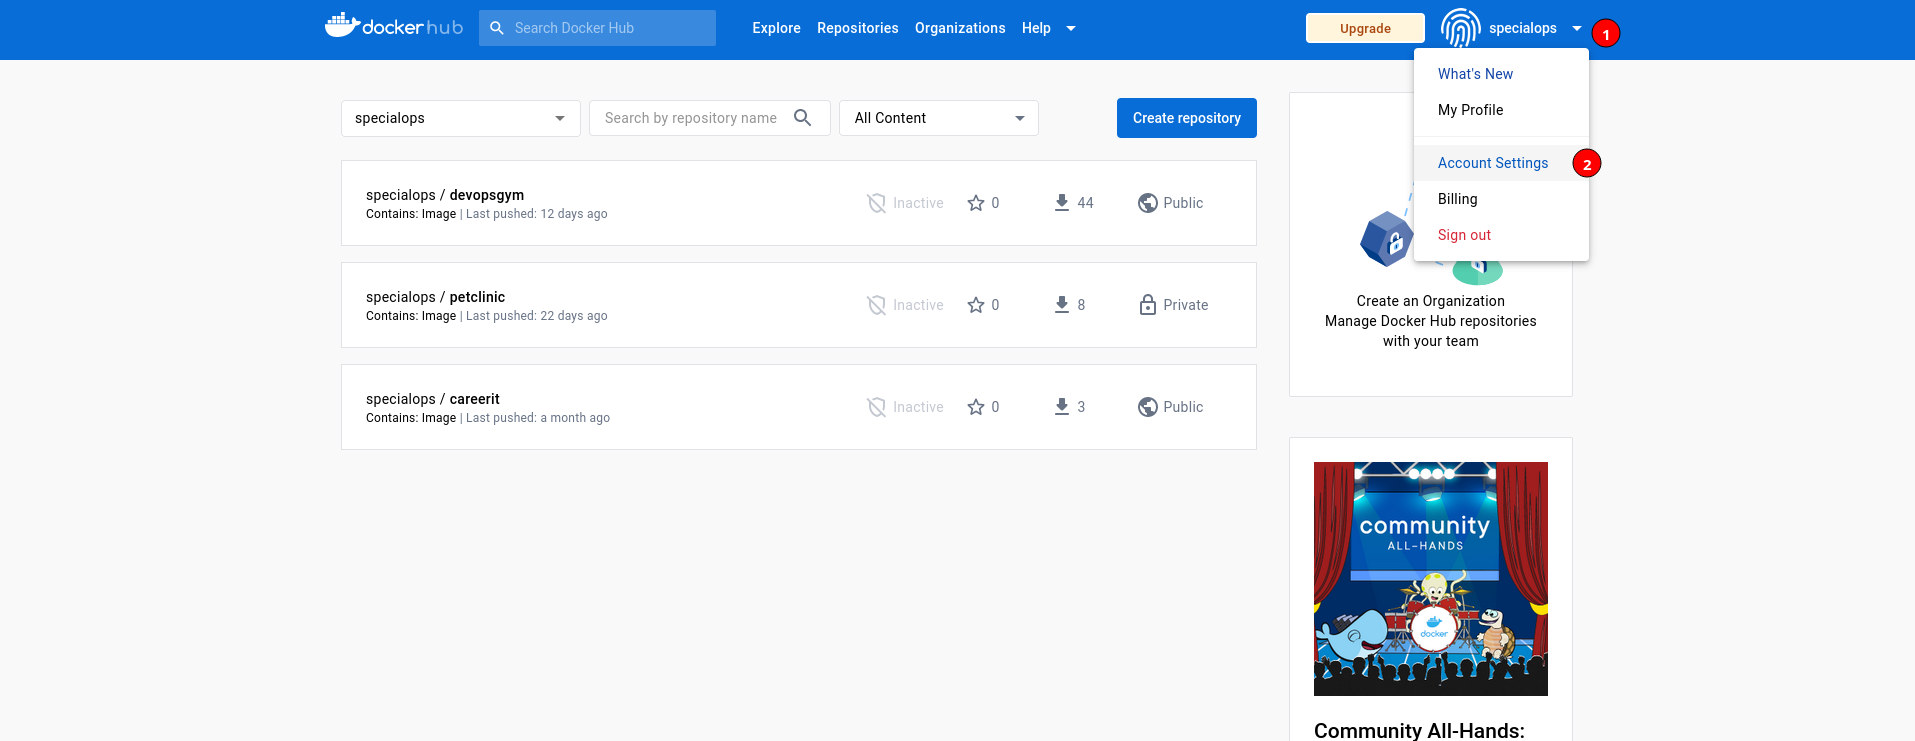 dockerhub
Search Docker Hub
Explore
Repositories
Organizations
Help
Upgrade
specialops
1
What's New
My Profile
Account Settings
2
Billing
Sign out
specialops
Search by repository name
All Content
Create repository
specialops / devopsgym
Contains: Image | Last pushed: 12 days ago
Inactive
0
44
Public
specialops / petclinic
Contains: Image | Last pushed: 22 days ago
Inactive
0
8
Private
specialops / careerit
Contains: Image | Last pushed: a month ago
Inactive
0
3
Public
Create an Organization
Manage Docker Hub repositories
with your team
community
ALL-HANDS
docker
Community All-Hands: